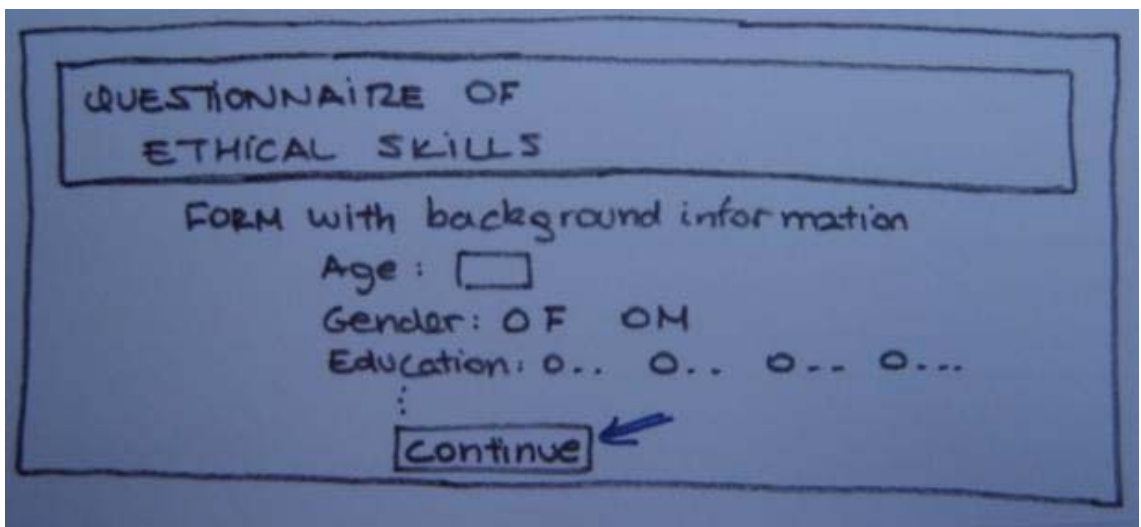 QUESTIONNAIRE OF
ETHICAL SKILLS
FORM with background information
Age:
Gender: O F O M
Education: O.. O.. O.. O...
Continue